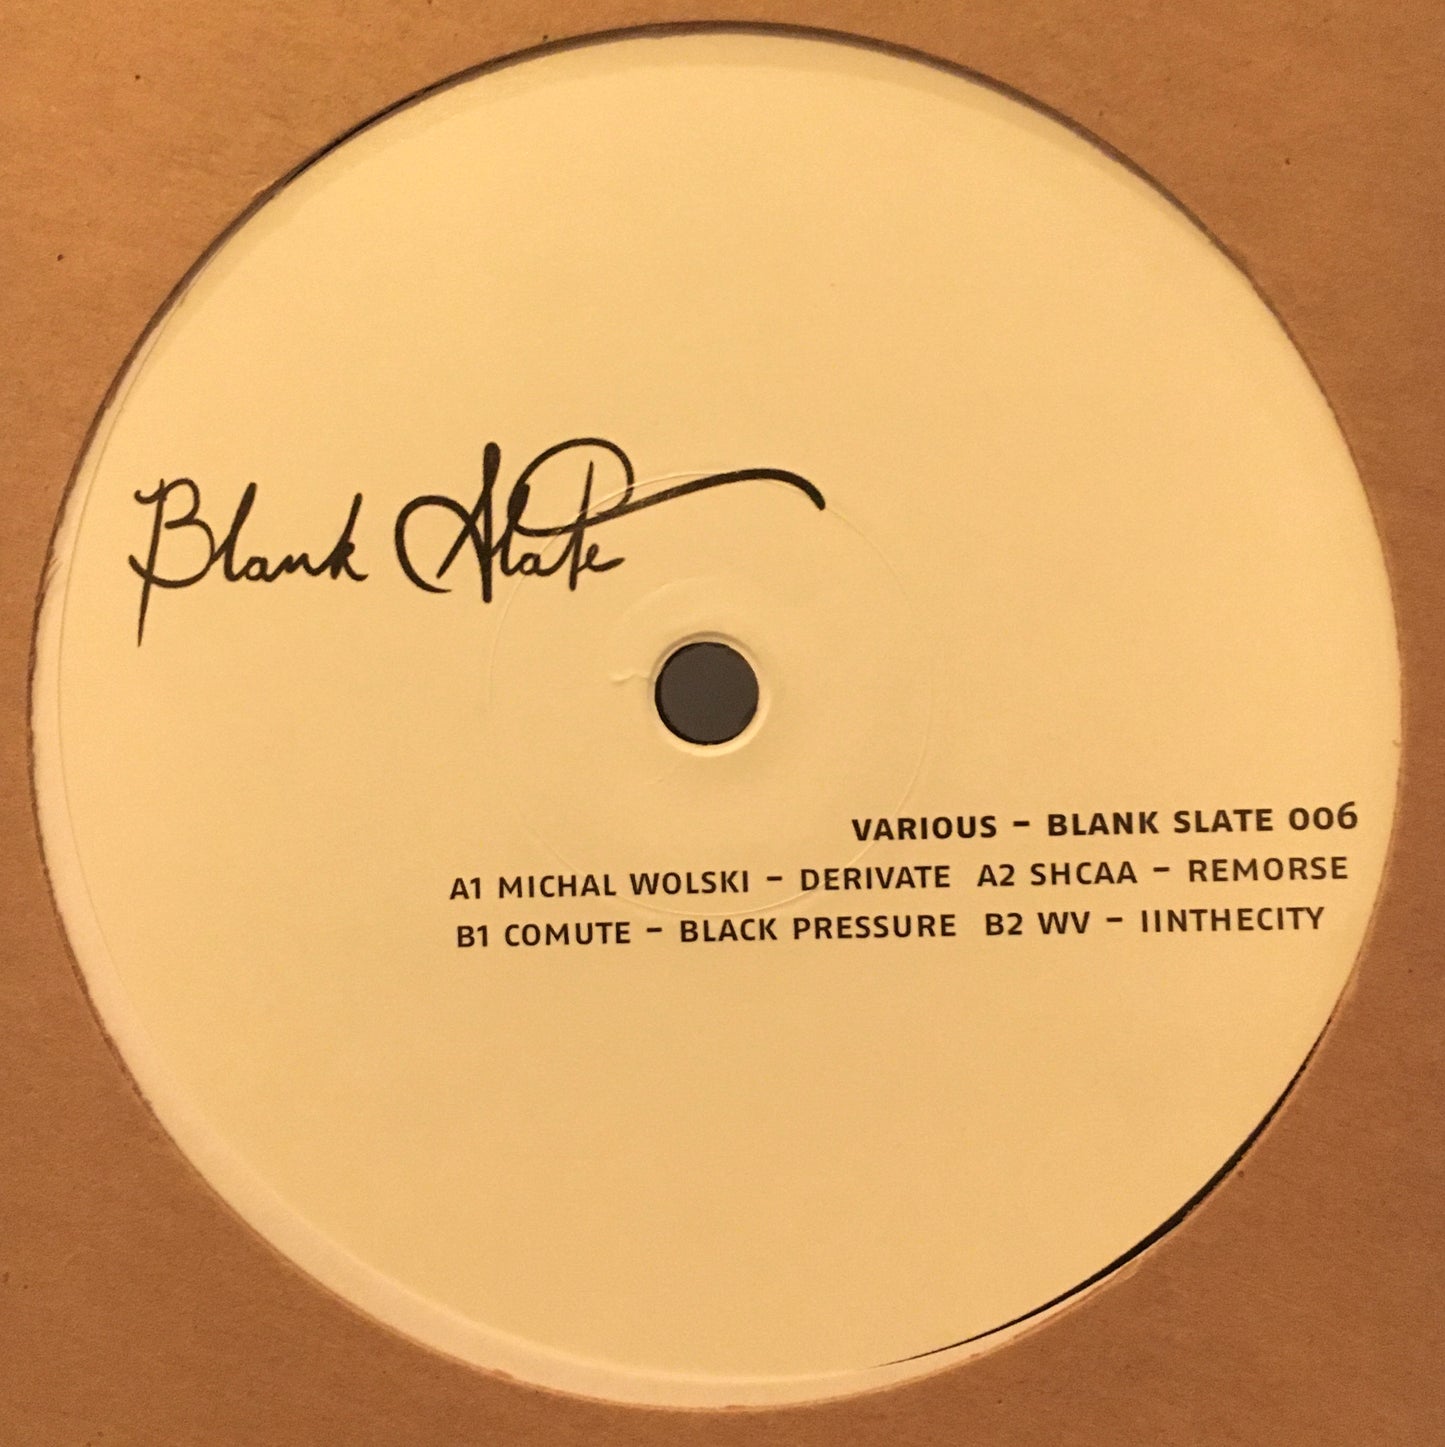 Blank Slate
VARIOUS – BLANK SLATE 006
A1 MICHAL WOLSKI – DERIVATE  A2 SHCAA – REMORSE
B1 COMUTE – BLACK PRESSURE  B2 WV – IINTHECITY